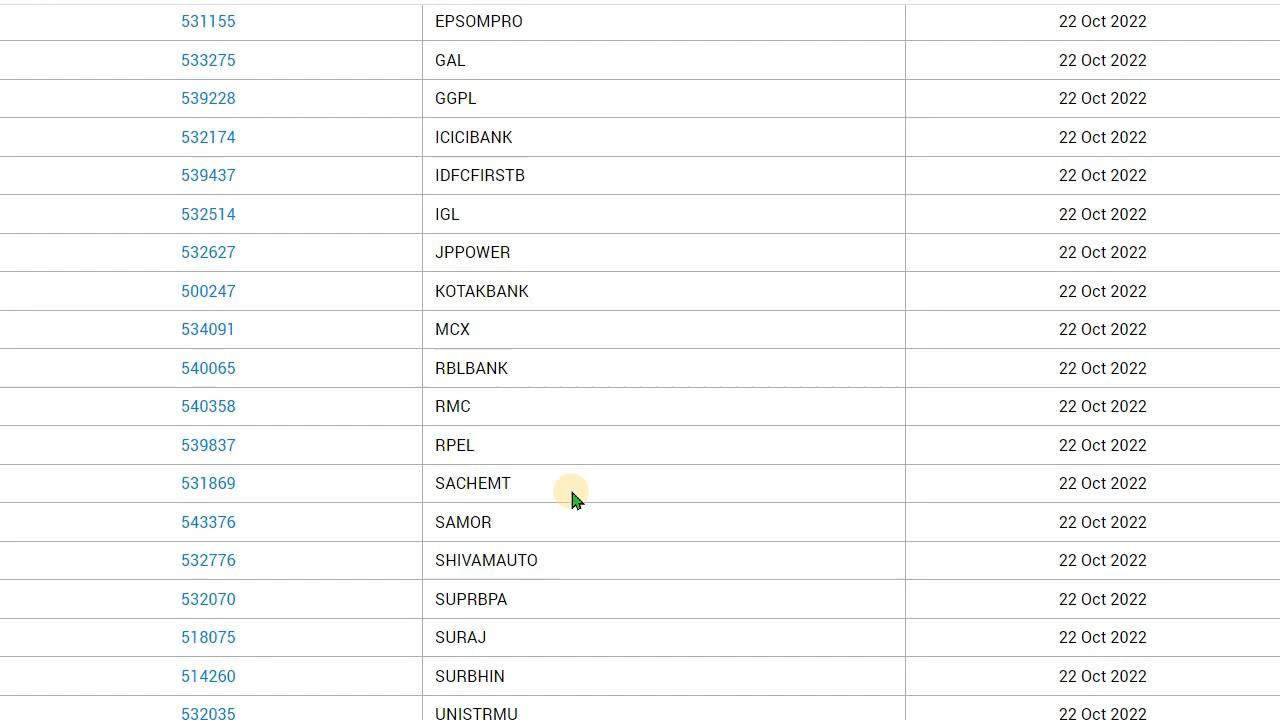 531155 EPSOMPRO 22 Oct 2022
533275 GAL 22 Oct 2022
539228 GGPL 22 Oct 2022
532174 ICICIBANK 22 Oct 2022
539437 IDFCFIRSTB 22 Oct 2022
532514 IGL 22 Oct 2022
532627 JPPOWER 22 Oct 2022
500247 KOTAKBANK 22 Oct 2022
534091 MCX 22 Oct 2022
540065 RBLBANK 22 Oct 2022
540358 RMC 22 Oct 2022
539837 RPEL 22 Oct 2022
531869 SACHEMT 22 Oct 2022
543376 SAMOR 22 Oct 2022
532776 SHIVAMAUTO 22 Oct 2022
532070 SUPRBPA 22 Oct 2022
518075 SURAJ 22 Oct 2022
514260 SURBHIN 22 Oct 2022
532035 UNISTRMU 22 Oct 2022